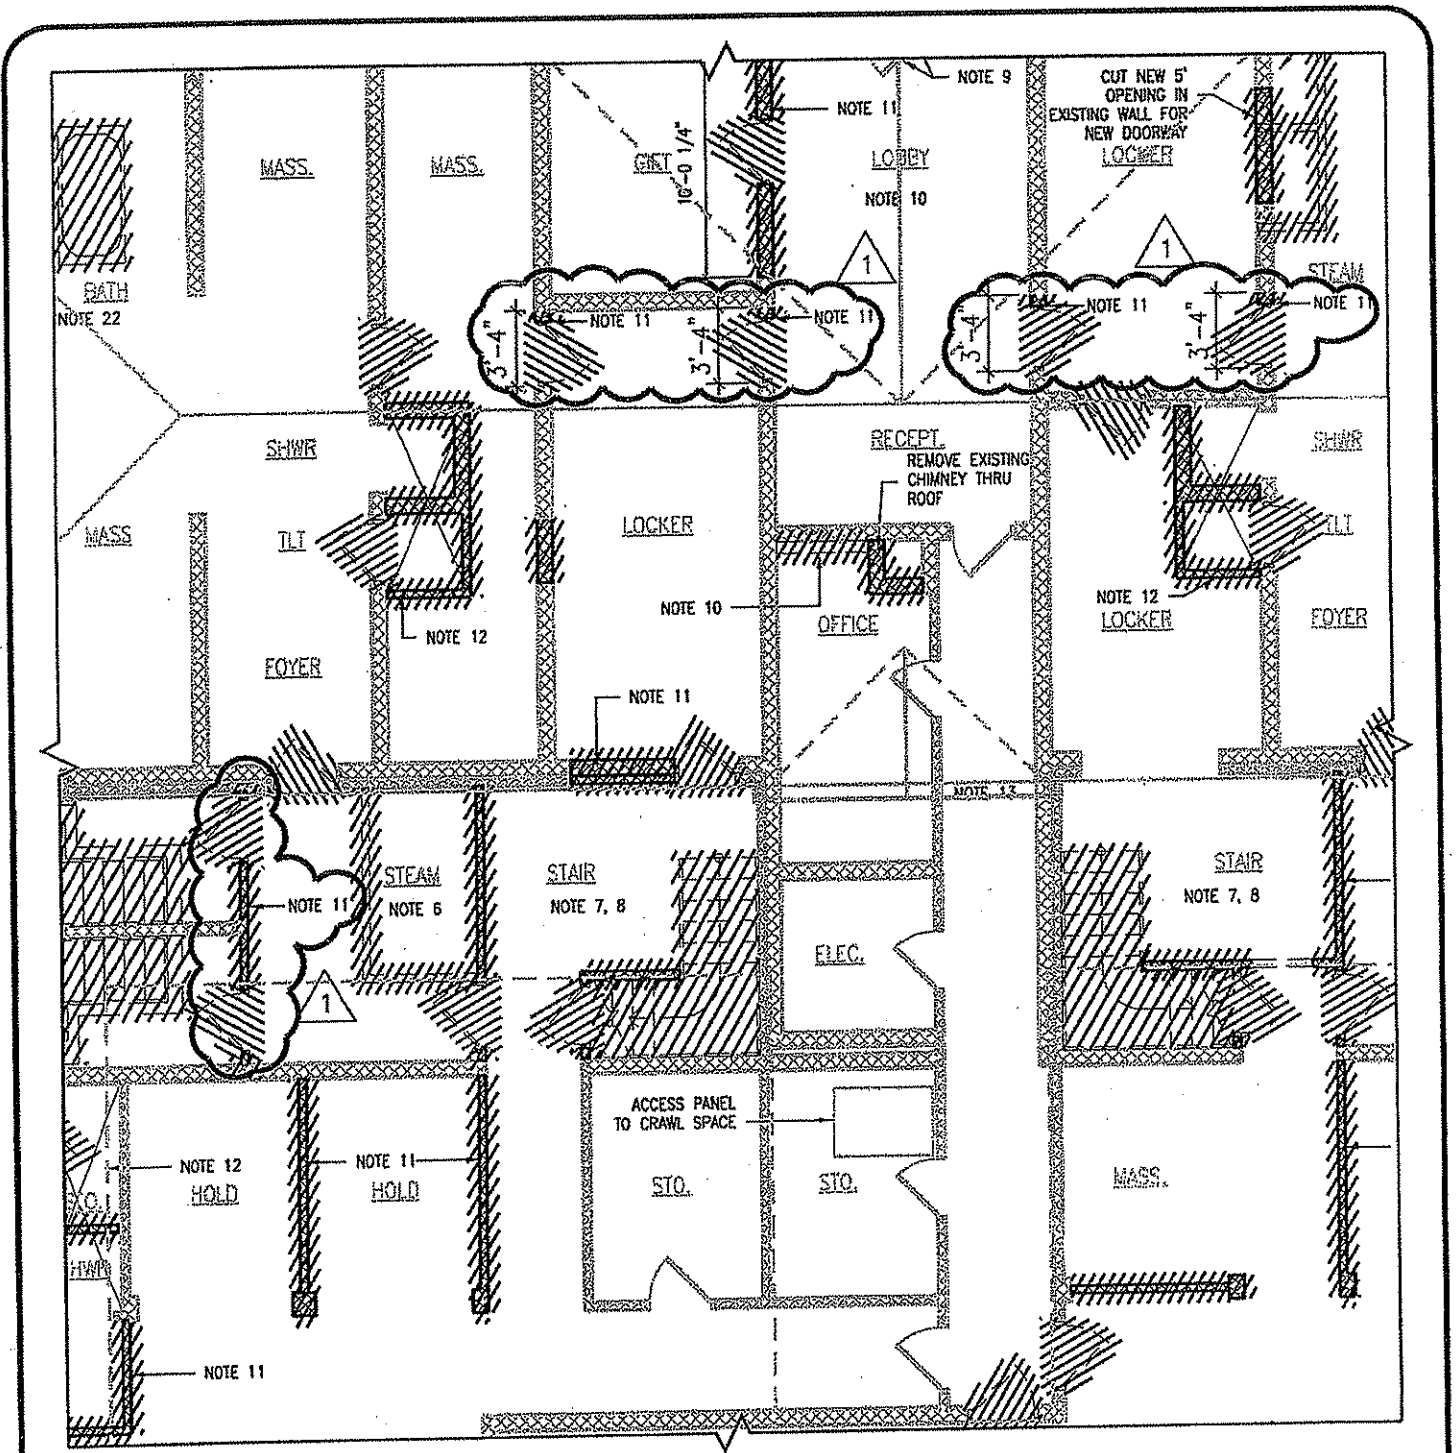 NOTE 9
CUT NEW 5'
OPENING IN
EXISTING WALL FOR
NEW DOORWAY
NOTE 11
MASS.
MASS.
10'-0 1/4"
LOBBY
NOTE 10
1
1
BATH
NOTE 22
STEAM
NOTE 11
NOTE 11
NOTE 11
NOTE 11
3'-4"
3'-4"
3'-4"
3'-4"
SHWR
RECEPT.
SHWR
REMOVE EXISTING
CHIMNEY THRU
ROOF
MASS
TLT
LOCKER
TLT
NOTE 10
OFFICE
NOTE 12
NOTE 12
LOCKER
FOYER
FOYER
NOTE 11
NOTE 13
STEAM
NOTE 6
STAIR
NOTE 7, 8
STAIR
NOTE 7, 8
NOTE 11
ELEC.
1
ACCESS PANEL
TO CRAWL SPACE
NOTE 12
NOTE 11
HOLD
HOLD
STO.
STO.
MASS.
NOTE 11